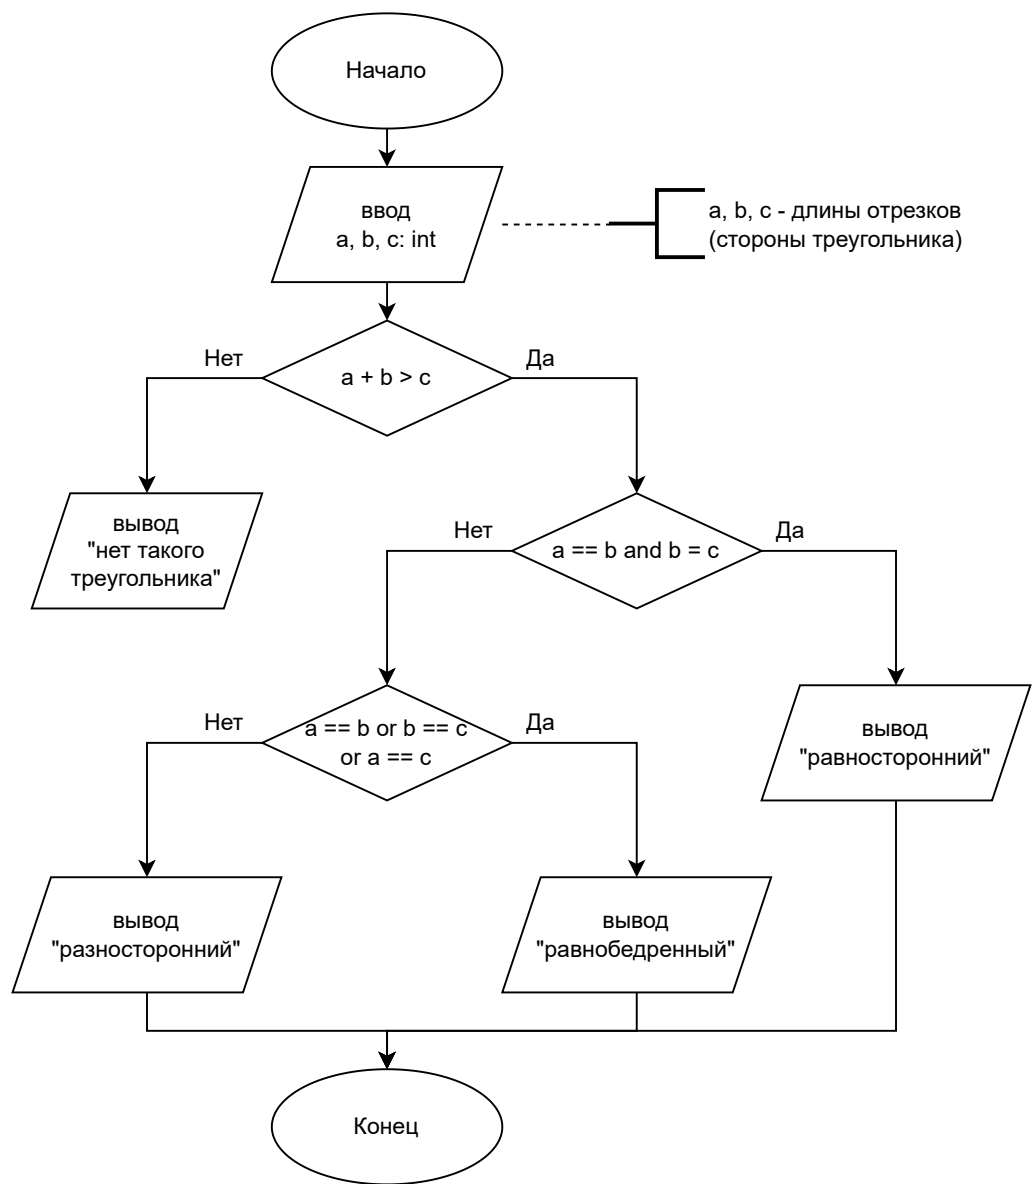 Начало
ввод
a, b, c: int
a, b, c - длины отрезков
(стороны треугольника)
Нет
Да
a + b > c
вывод
"нет такого
треугольника"
Нет
Да
a == b and b = c
Нет
Да
a == b or b == c
or a == c
вывод
"равносторонний"
вывод
"разносторонний"
вывод
"равнобедренный"
Конец